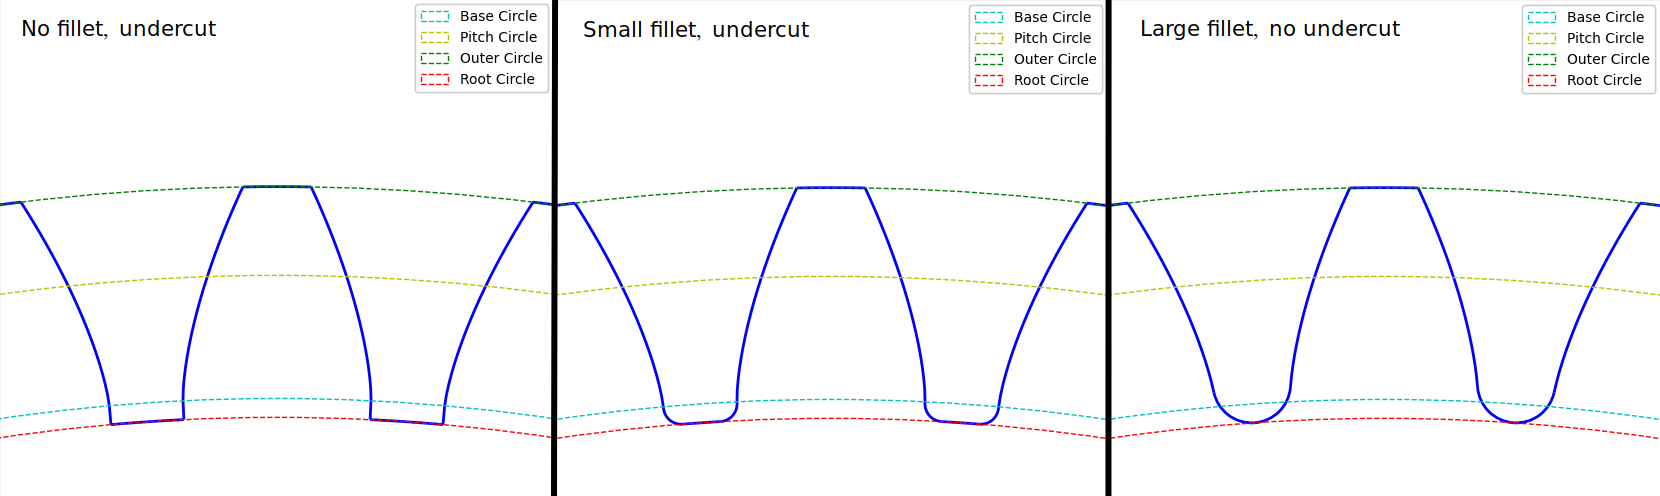 No fillet, undercut
Base Circle
Pitch Circle
Outer Circle
Root Circle
Small fillet, undercut
Base Circle
Pitch Circle
Outer Circle
Root Circle
Large fillet, no undercut
Base Circle
Pitch Circle
Outer Circle
Root Circle